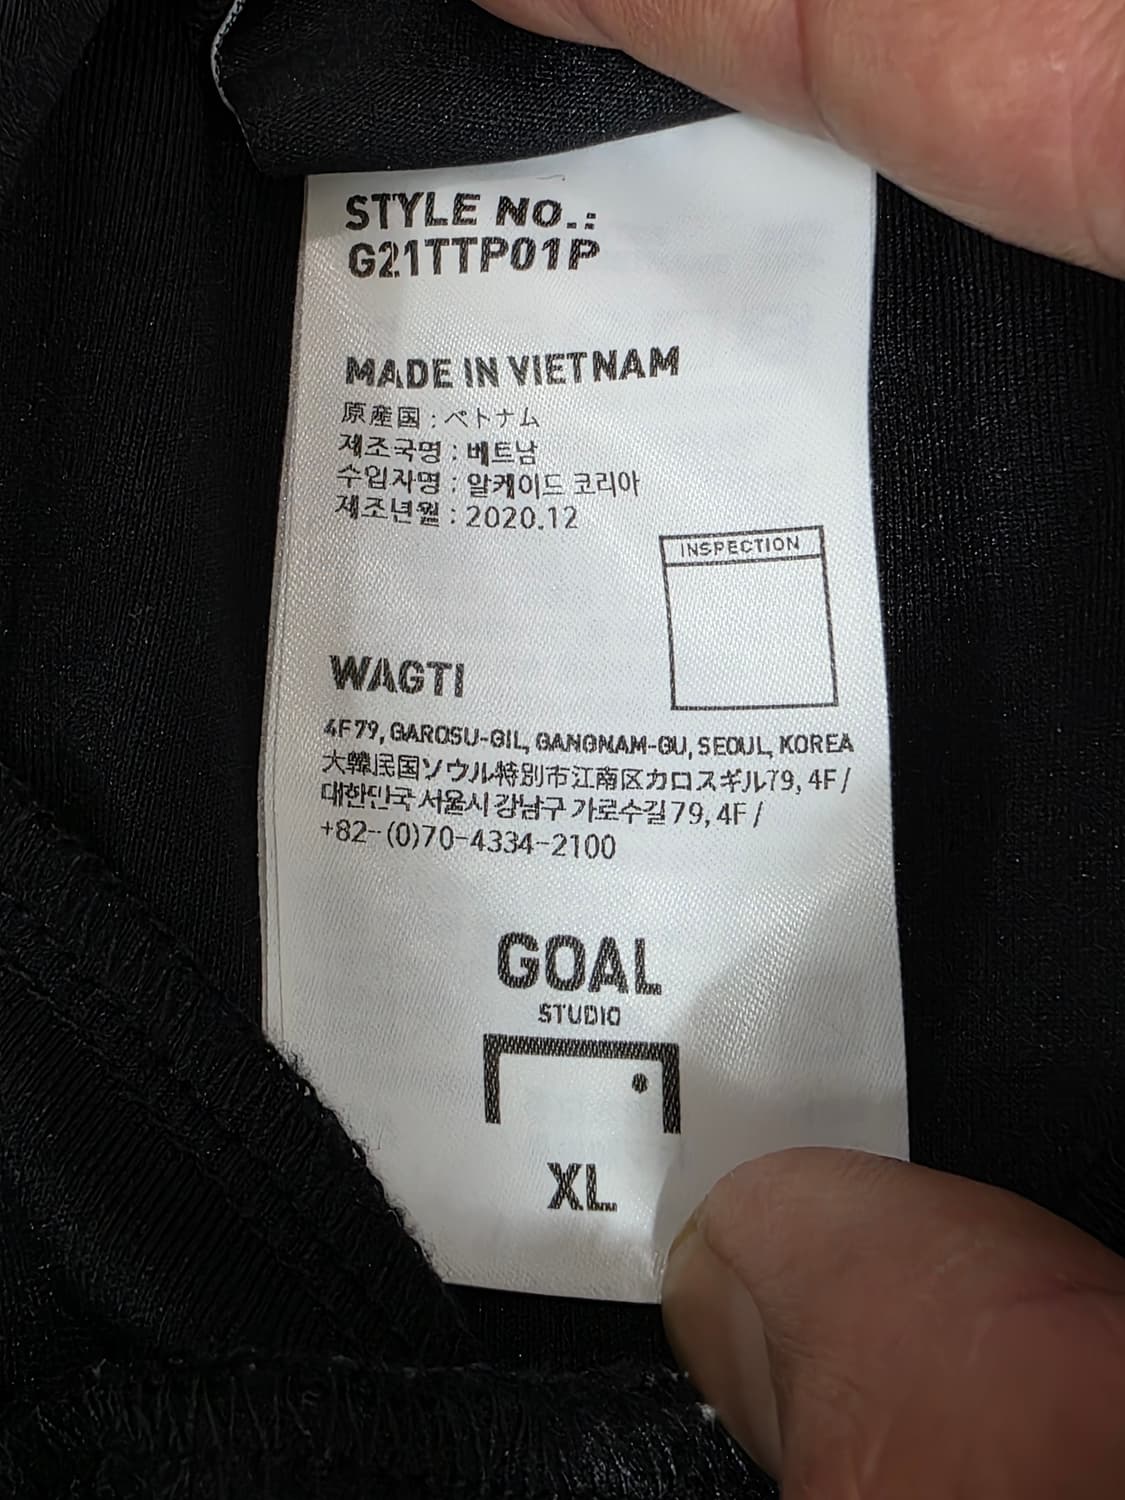 STYLE NO.:
G21TTP01P
MADE IN VIETNAM
原産国 : ベトナム
제조국명 : 베트남
수입자명 : 알케이드 코리아
제조년월 : 2020.12
INSPECTION
WAGTI
4F 79, GAROSU-GIL, GANGNAM-GU, SEOUL, KOREA
大韓民国ソウル特別市江南区カロスギル79, 4F /
대한민국 서울시 강남구 가로수길 79, 4F /
+82-(0)70-4334-2100
GOAL
STUDIO
XL